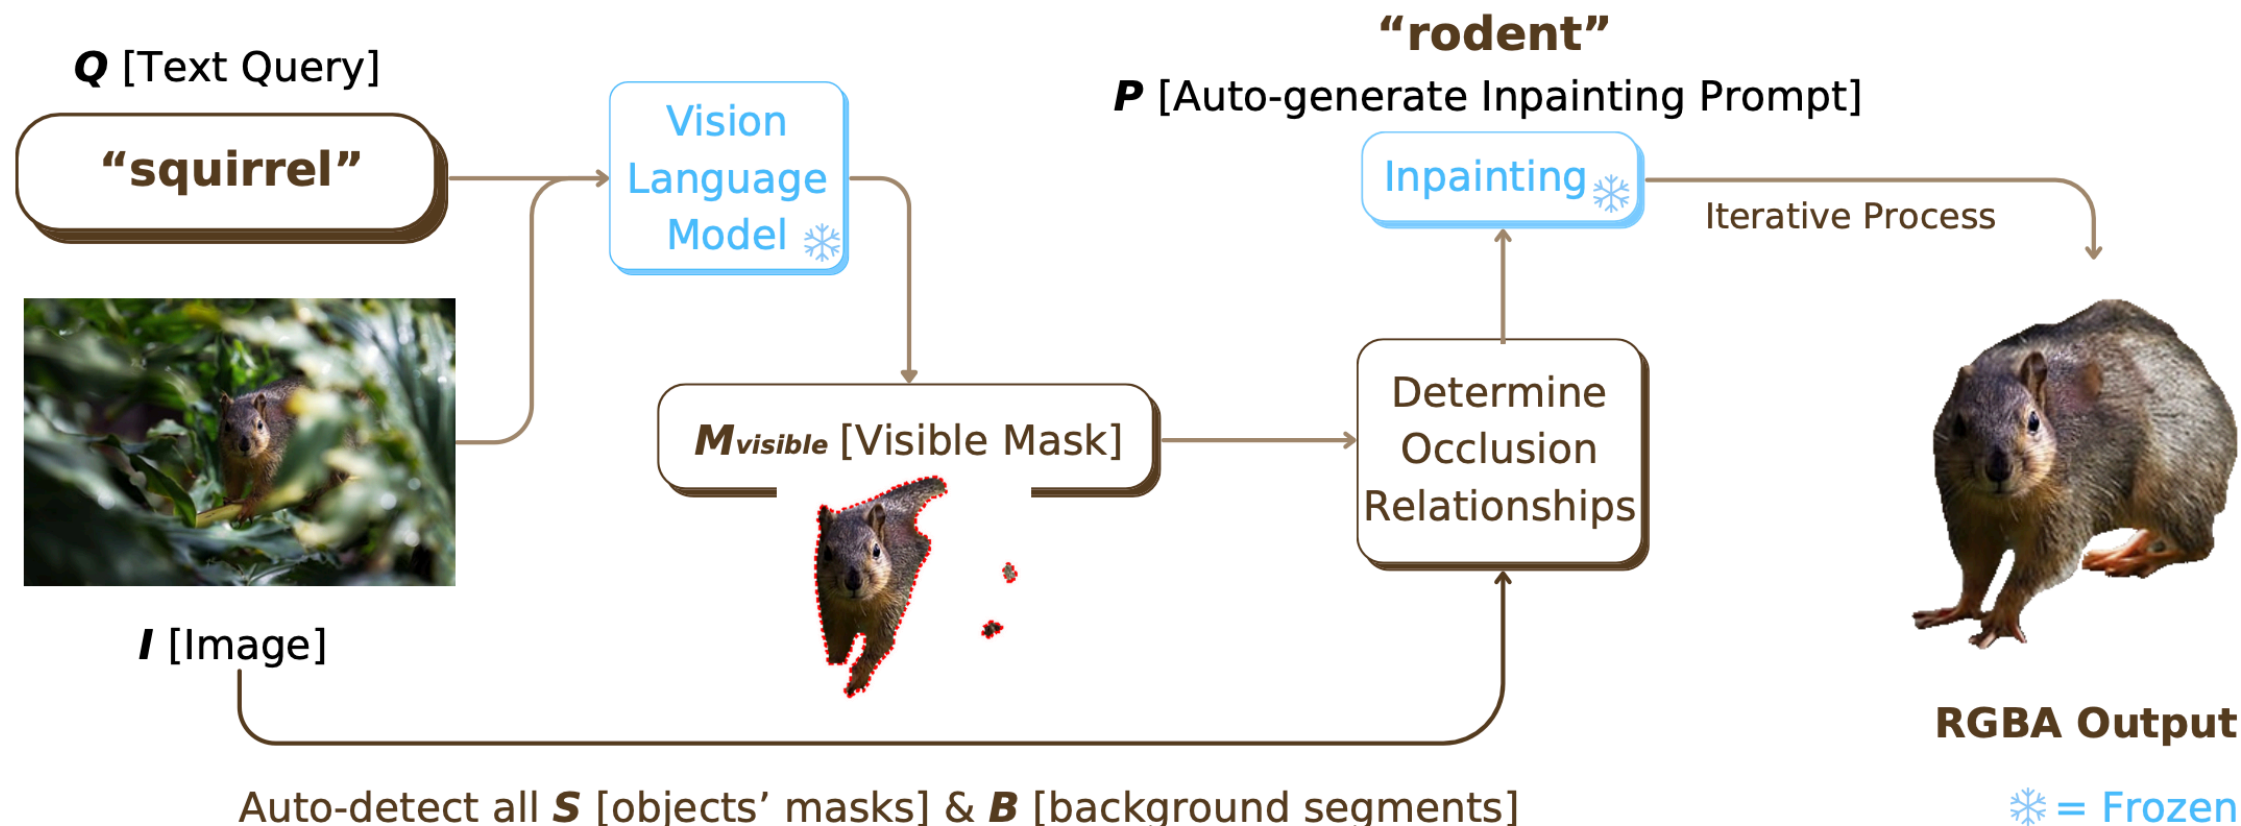 Q [Text Query]
“squirrel”
I [Image]
Vision
Language
Model
Mvisible [Visible Mask]
Determine
Occlusion
Relationships
“rodent”
P [Auto-generate Inpainting Prompt]
Inpainting
Iterative Process
RGBA Output
Auto-detect all S [objects’ masks] & B [background segments]
= Frozen